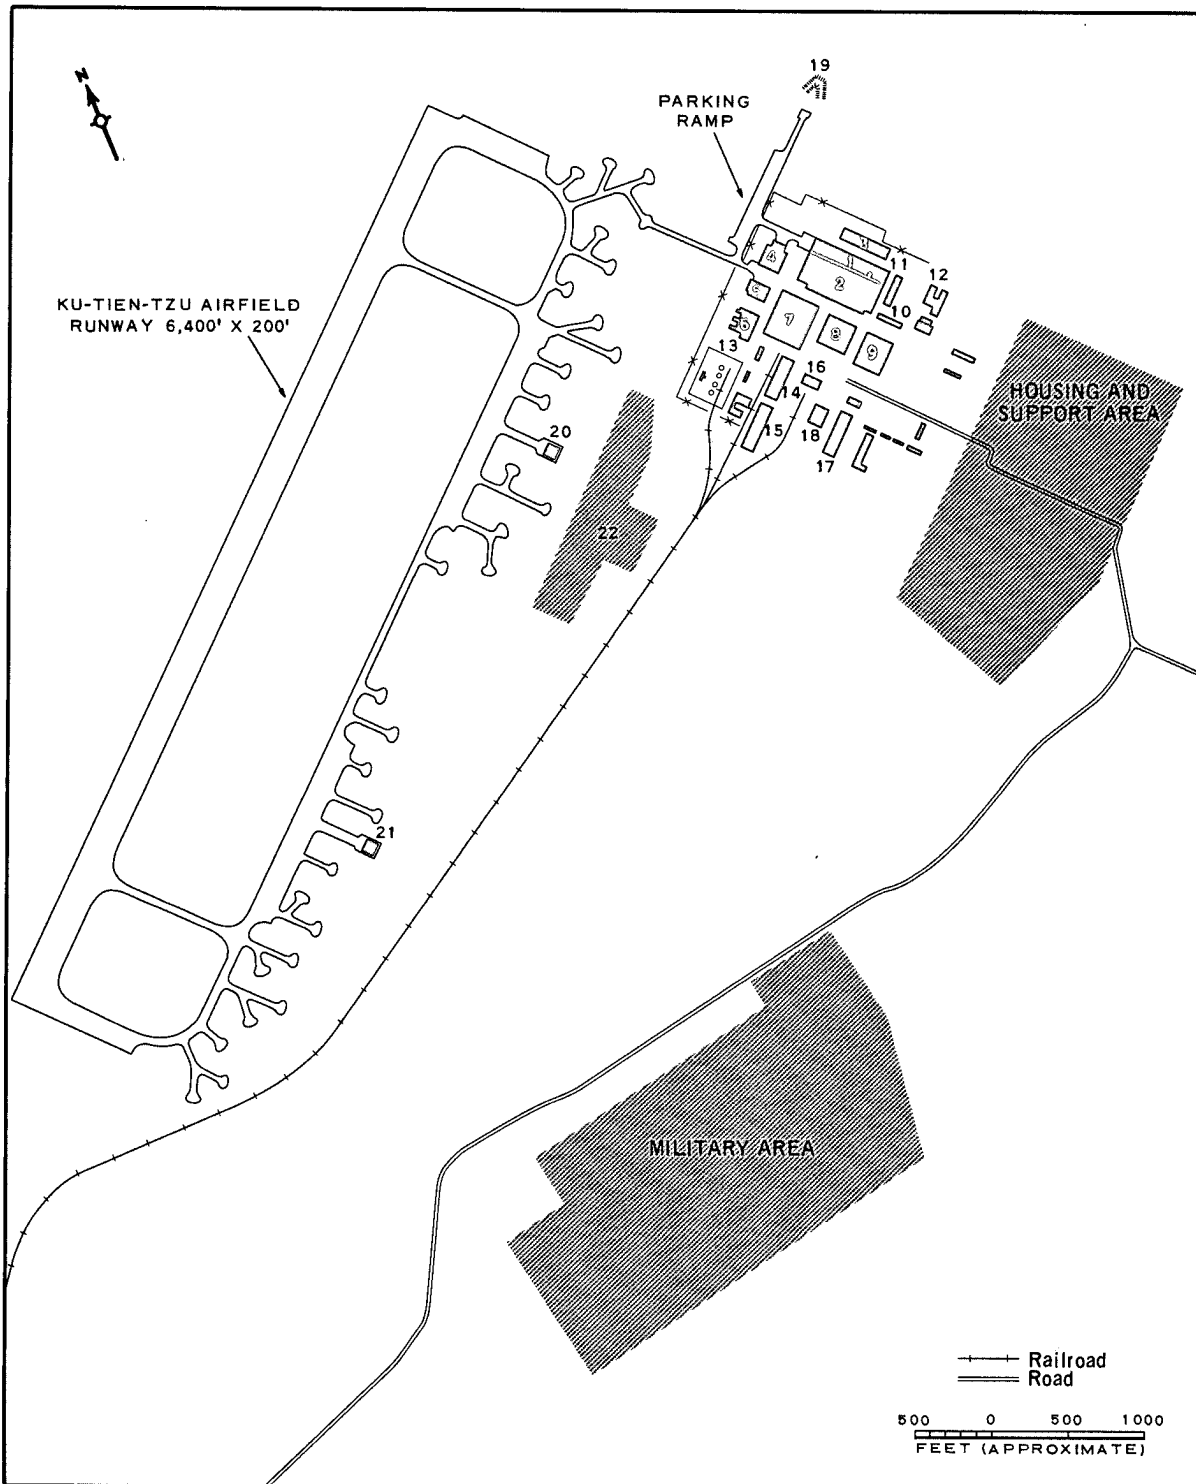 N
19
PARKING
RAMP
KU-TIEN-TZU AIRFIELD
RUNWAY 6,400' X 200'
4
1
2
11
12
10
6
7
8
9
13
14
16
15
18
17
HOUSING AND
SUPPORT AREA
20
22
21
MILITARY AREA
Railroad
Road
500 0 500 1000
FEET (APPROXIMATE)